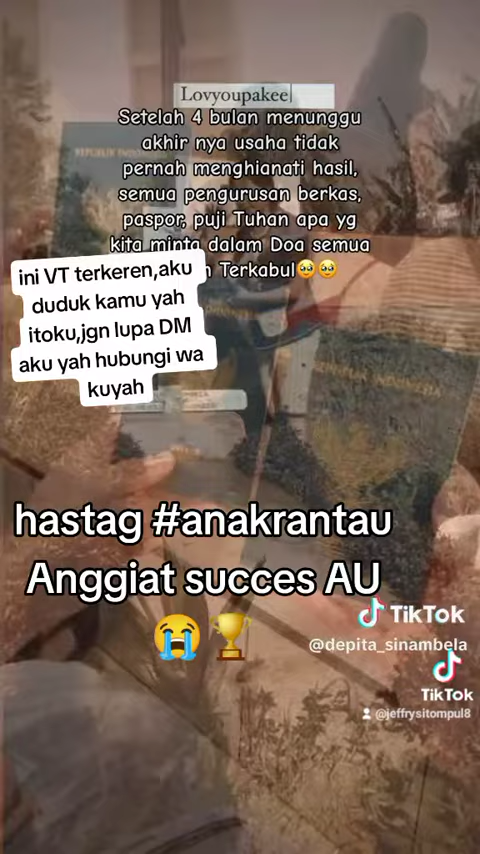 Lovyoupakee
Setelah 4 bulan menunggu
akhir nya usaha tidak
pernah menghianati hasil,
semua pengurusan berkas,
paspor, puji Tuhan apa yg
kita minta dalam Doa semua
Terkabul🥹🥹
ini VT terkeren,aku
duduk kamu yah
itoku,jgn lupa DM
aku yah hubungi wa
kuyah
hastag #anakrantau
Anggiat succes AU
😭🏆
TikTok
@depita_sinambela
TikTok
@jeffrysitompul8